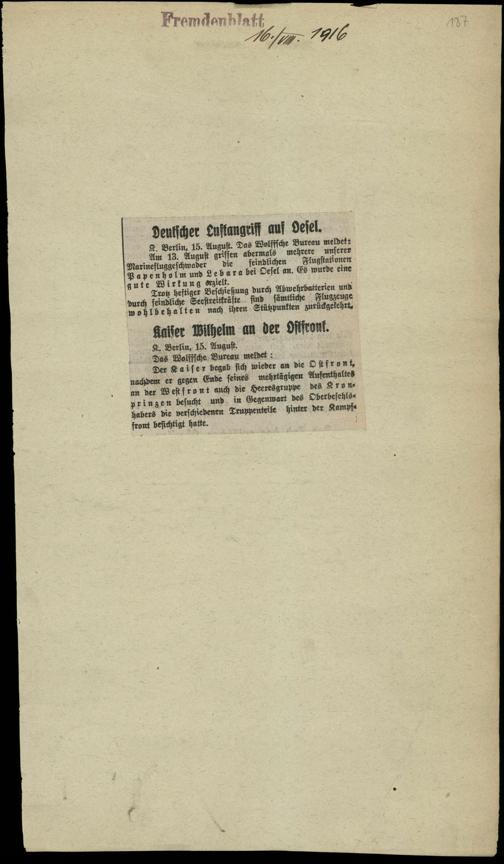 Fremdenblatt
16./VIII. 1916
187
Deutscher Luftangriff auf Oesel.
K. Berlin, 15. August. Das Wolffsche Bureau meldet:
Am 13. August griffen abermals mehrere unserer
Marineflugggeschwader die feindlichen Flugstationen
Papenholm und Lebara bei Oesel an. Es wurde eine
gute Wirkung erzielt.
Trotz heftiger Beschießung durch Abwehrbatterien und
durch feindliche Seestreitkräfte sind sämtliche Flugzeuge
wohlbehalten nach ihren Stützpunkten zurückgekehrt.
Kaiser Wilhelm an der Ostfront.
K. Berlin, 15. August.
Das Wolffsche Bureau meldet:
Der Kaiser begab sich wieder an die Ostfront,
nachdem er gegen Ende seines mehrtägigen Aufenthaltes
an der Westfront auch die Heeresgruppe des Kron-
prinzen besucht und in Gegenwart des Oberbefehls-
habers die verschiedenen Truppenteile hinter der Kampf-
front besichtigt hatte.